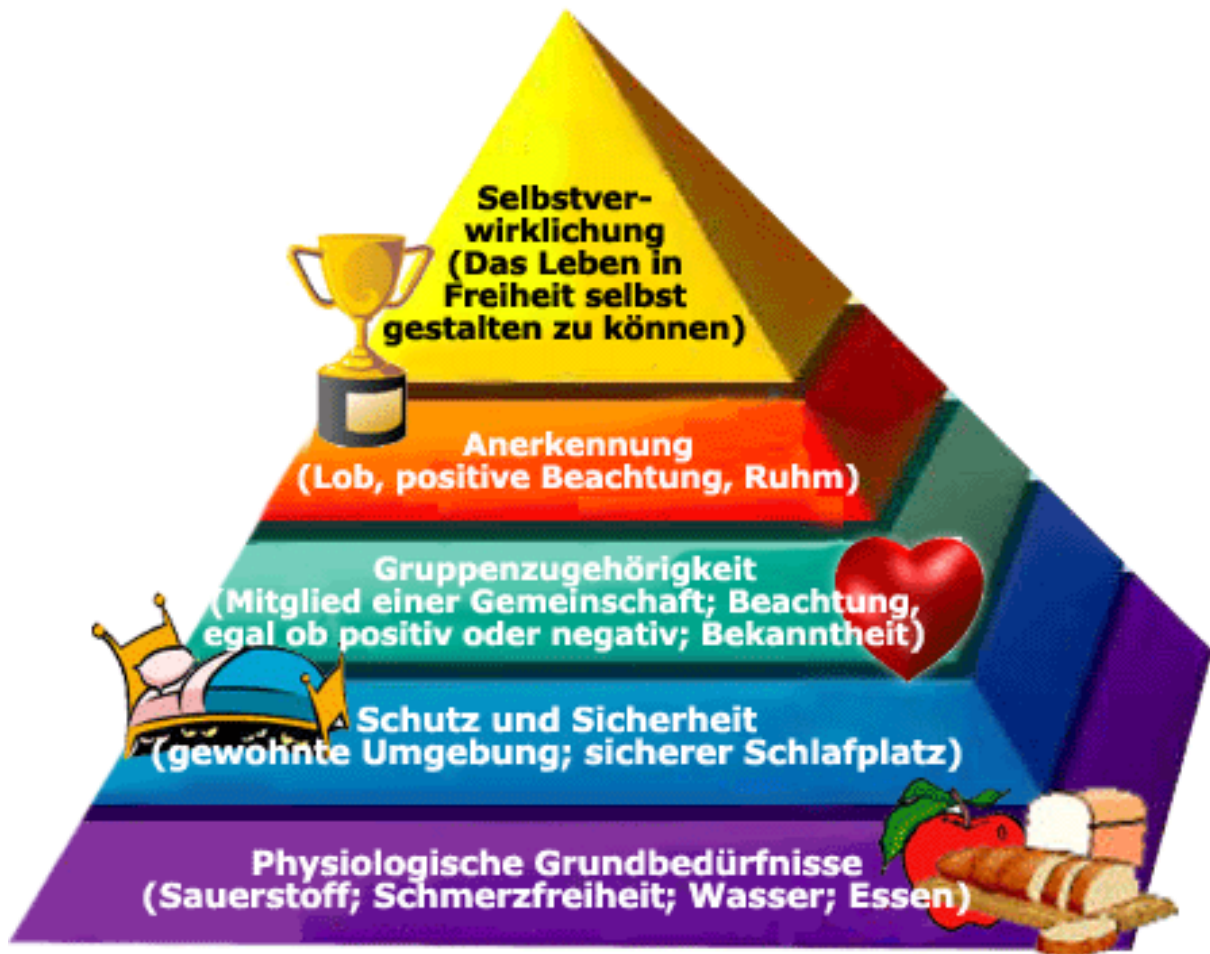 Selbstver-
wirklichung
(Das Leben in
Freiheit selbst
gestalten zu können)
Anerkennung
(Lob, positive Beachtung, Ruhm)
Gruppenzugehörigkeit
(Mitglied einer Gemeinschaft; Beachtung,
egal ob positiv oder negativ; Bekanntheit)
Schutz und Sicherheit
(gewohnte Umgebung; sicherer Schlafplatz)
Physiologische Grundbedürfnisse
(Sauerstoff; Schmerzfreiheit; Wasser; Essen)